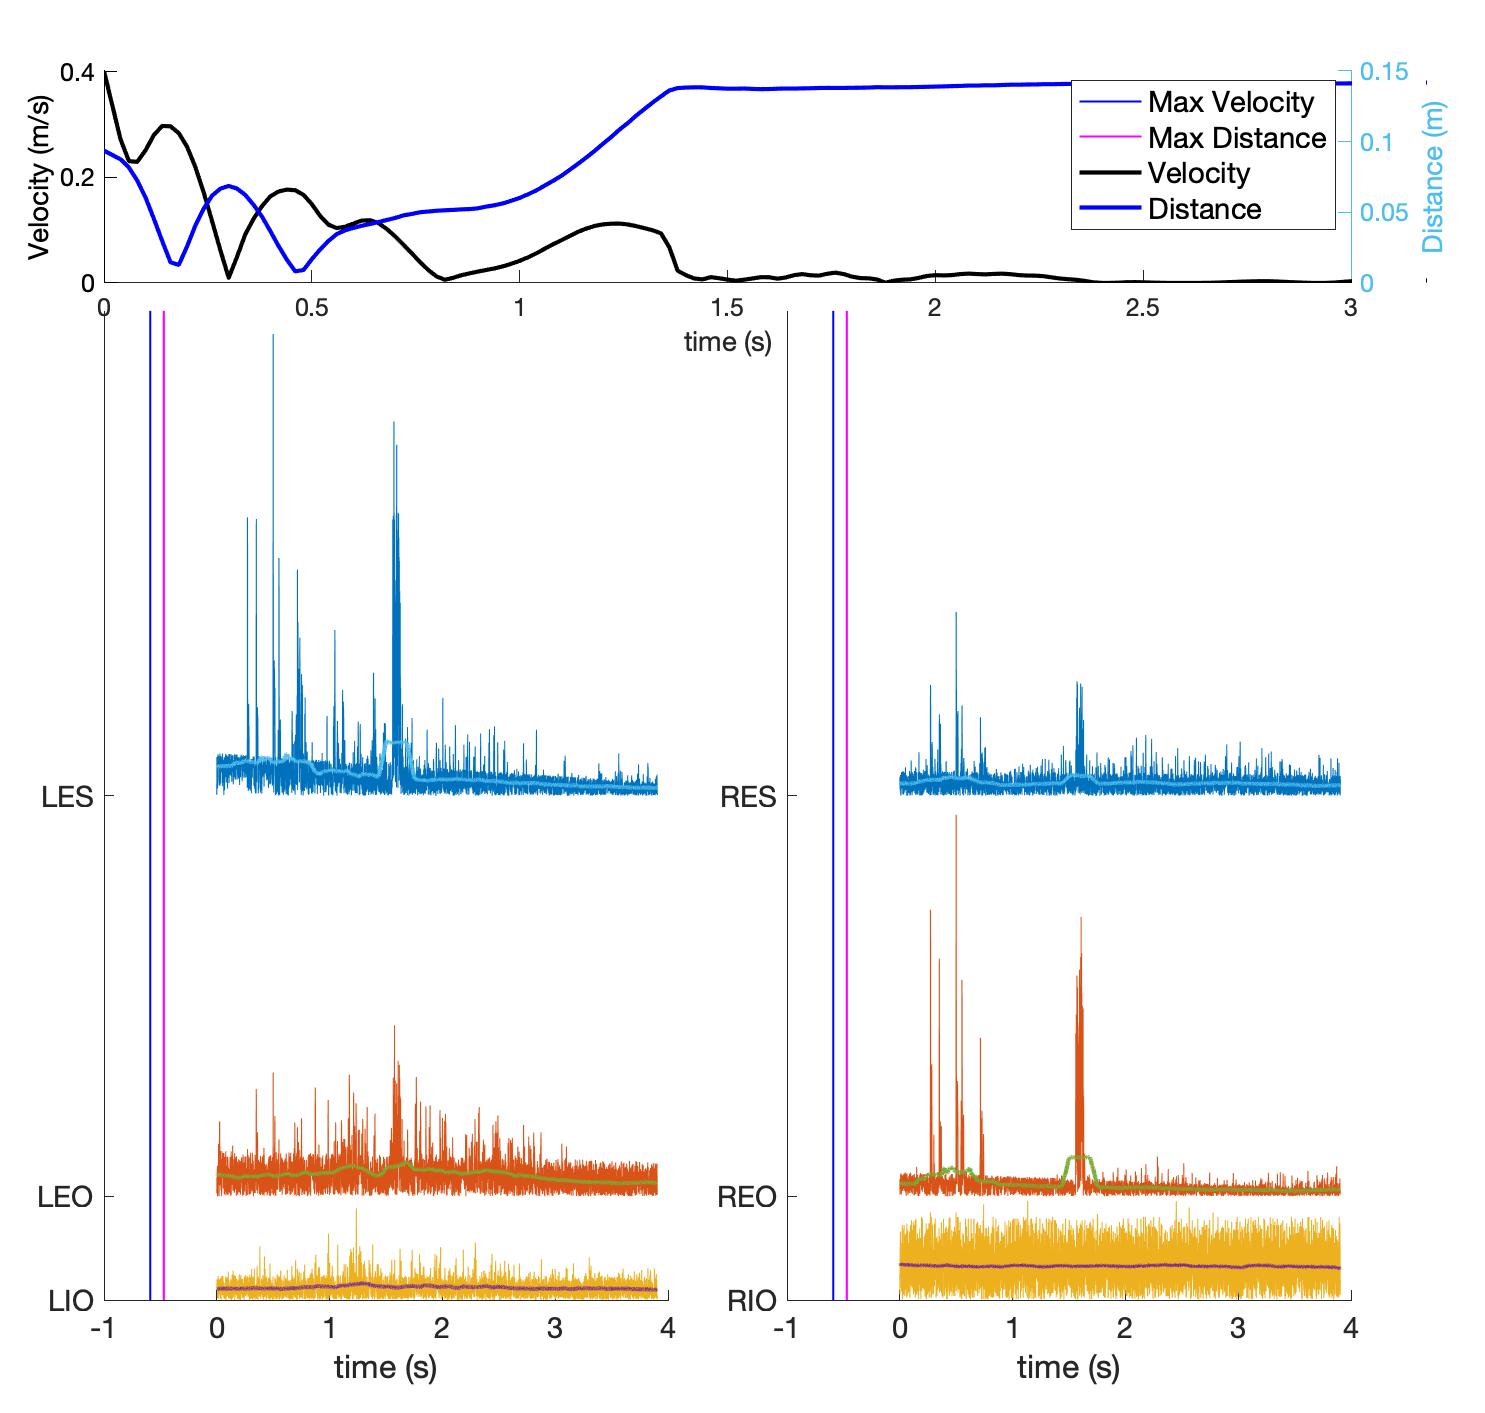 0.4
0.2
0
Velocity (m/s)
0.15
0.1
0.05
0
Distance (m)
Max Velocity
Max Distance
Velocity
Distance
0 0.5 1 1.5 2 2.5 3
time (s)
LES
LEO
LIO
-1 0 1 2 3 4
time (s)
RES
REO
RIO
-1 0 1 2 3 4
time (s)